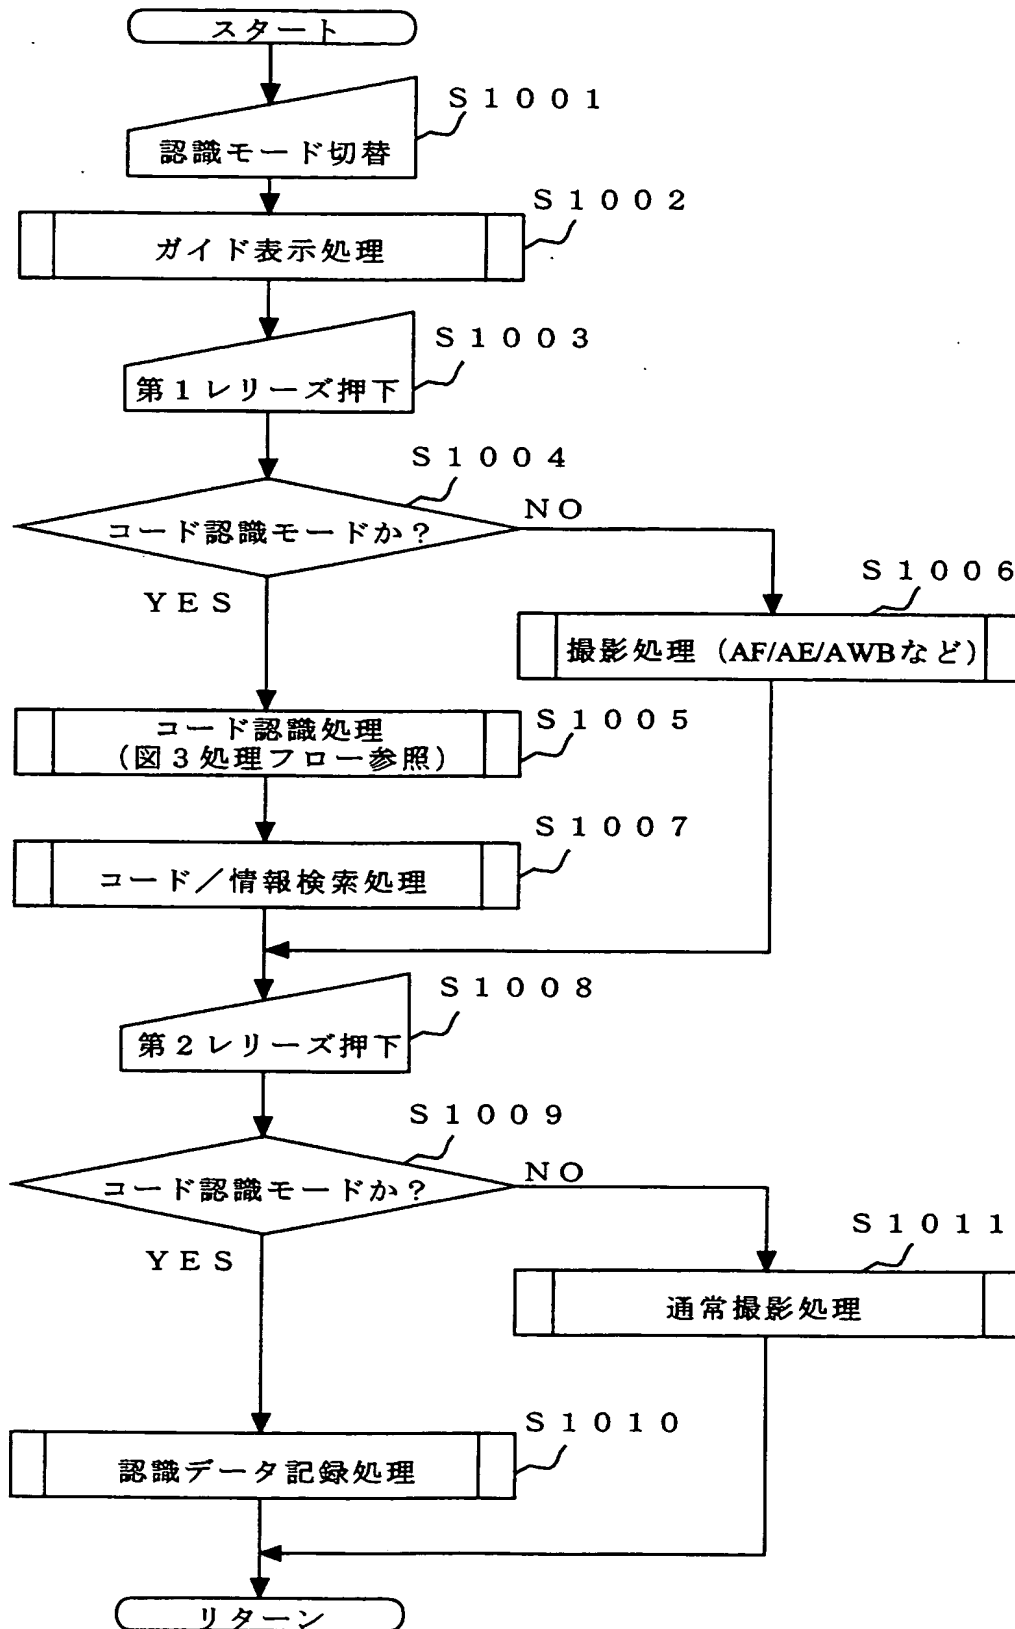 スタート
S1001
認識モード切替
S1002
ガイド表示処理
S1003
第1レリーズ押下
S1004
コード認識モードか?
NO
YES
S1006
撮影処理(AF/AE/AWBなど)
S1005
コード認識処理
(図3処理フロー参照)
S1007
コード/情報検索処理
S1008
第2レリーズ押下
S1009
コード認識モードか?
NO
YES
S1011
通常撮影処理
S1010
認識データ記録処理
リターン